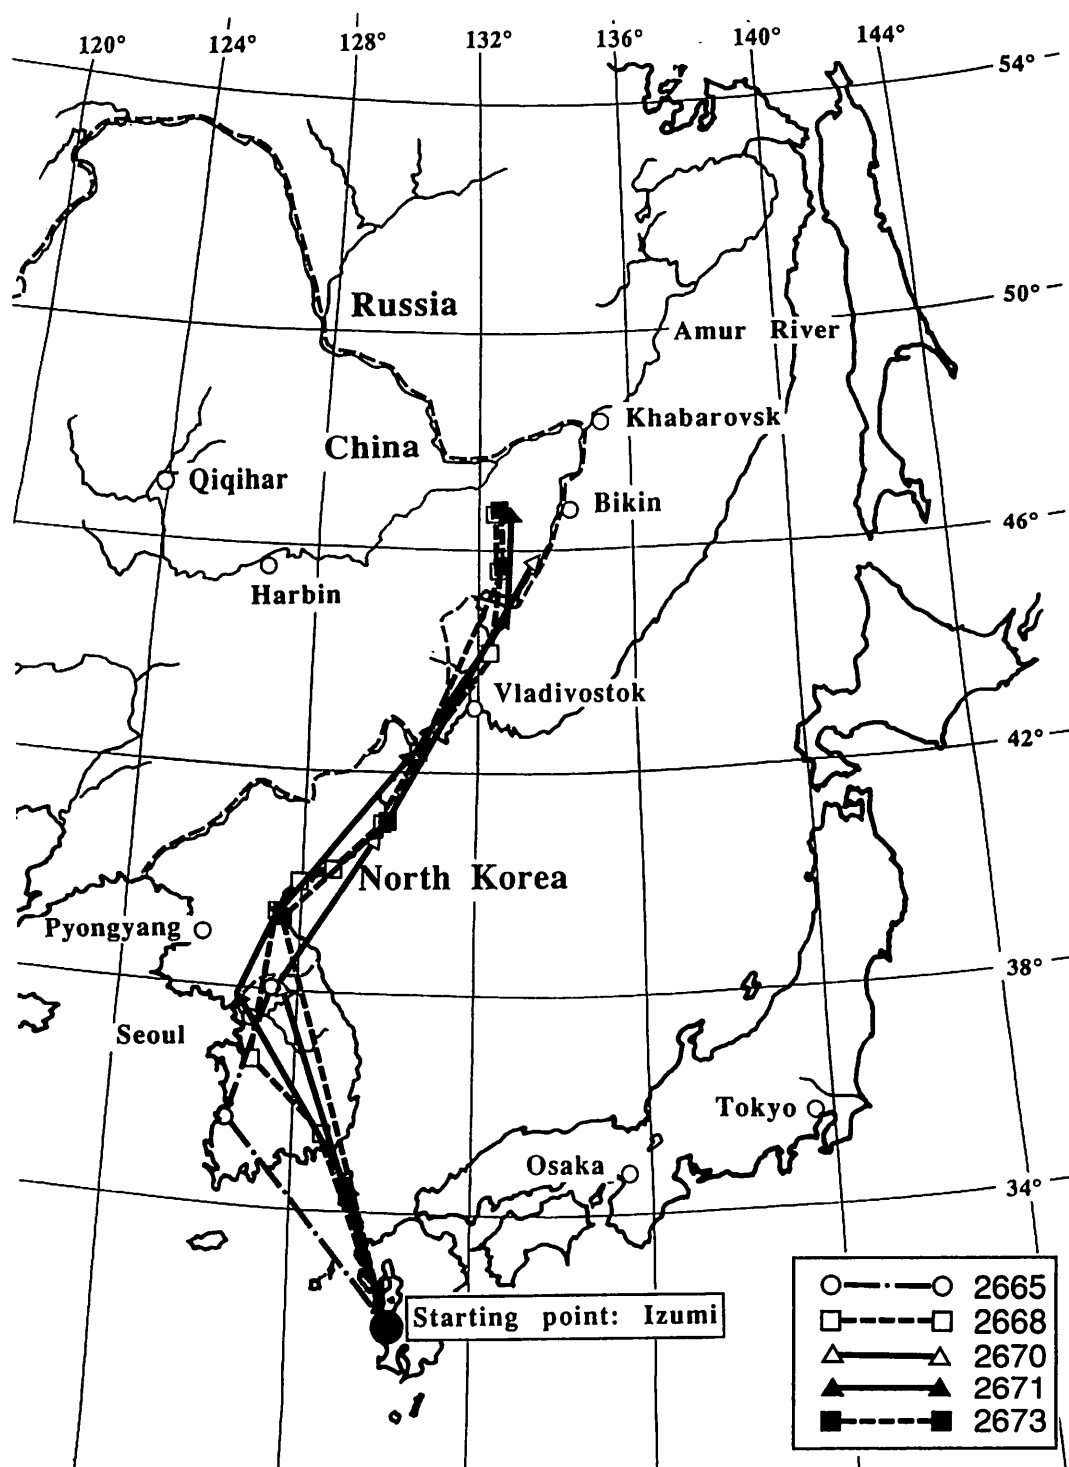 120° 124° 128° 132° 136° 140° 144°
54°
Russia
50°
Amur River
Khabarovsk
China
Qiqihar
Bikin
46°
Harbin
Vladivostok
42°
North Korea
Pyongyang
38°
Seoul
Tokyo
Osaka
34°
Starting point: Izumi
2665
2668
2670
2671
2673